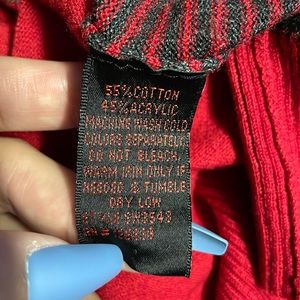 55% COTTON
45% ACRYLIC
MACHINE WASH COLD
COLORS SEPARATELY
DO NOT BLEACH,
WARM IRON ONLY IF
NEEDED. & TUMBLE
DRY LOW